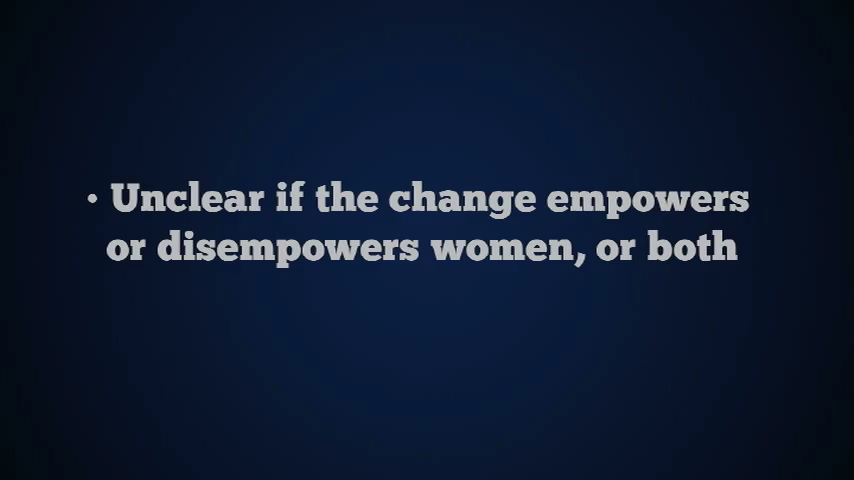 • Unclear if the change empowers
or disempowers women, or both